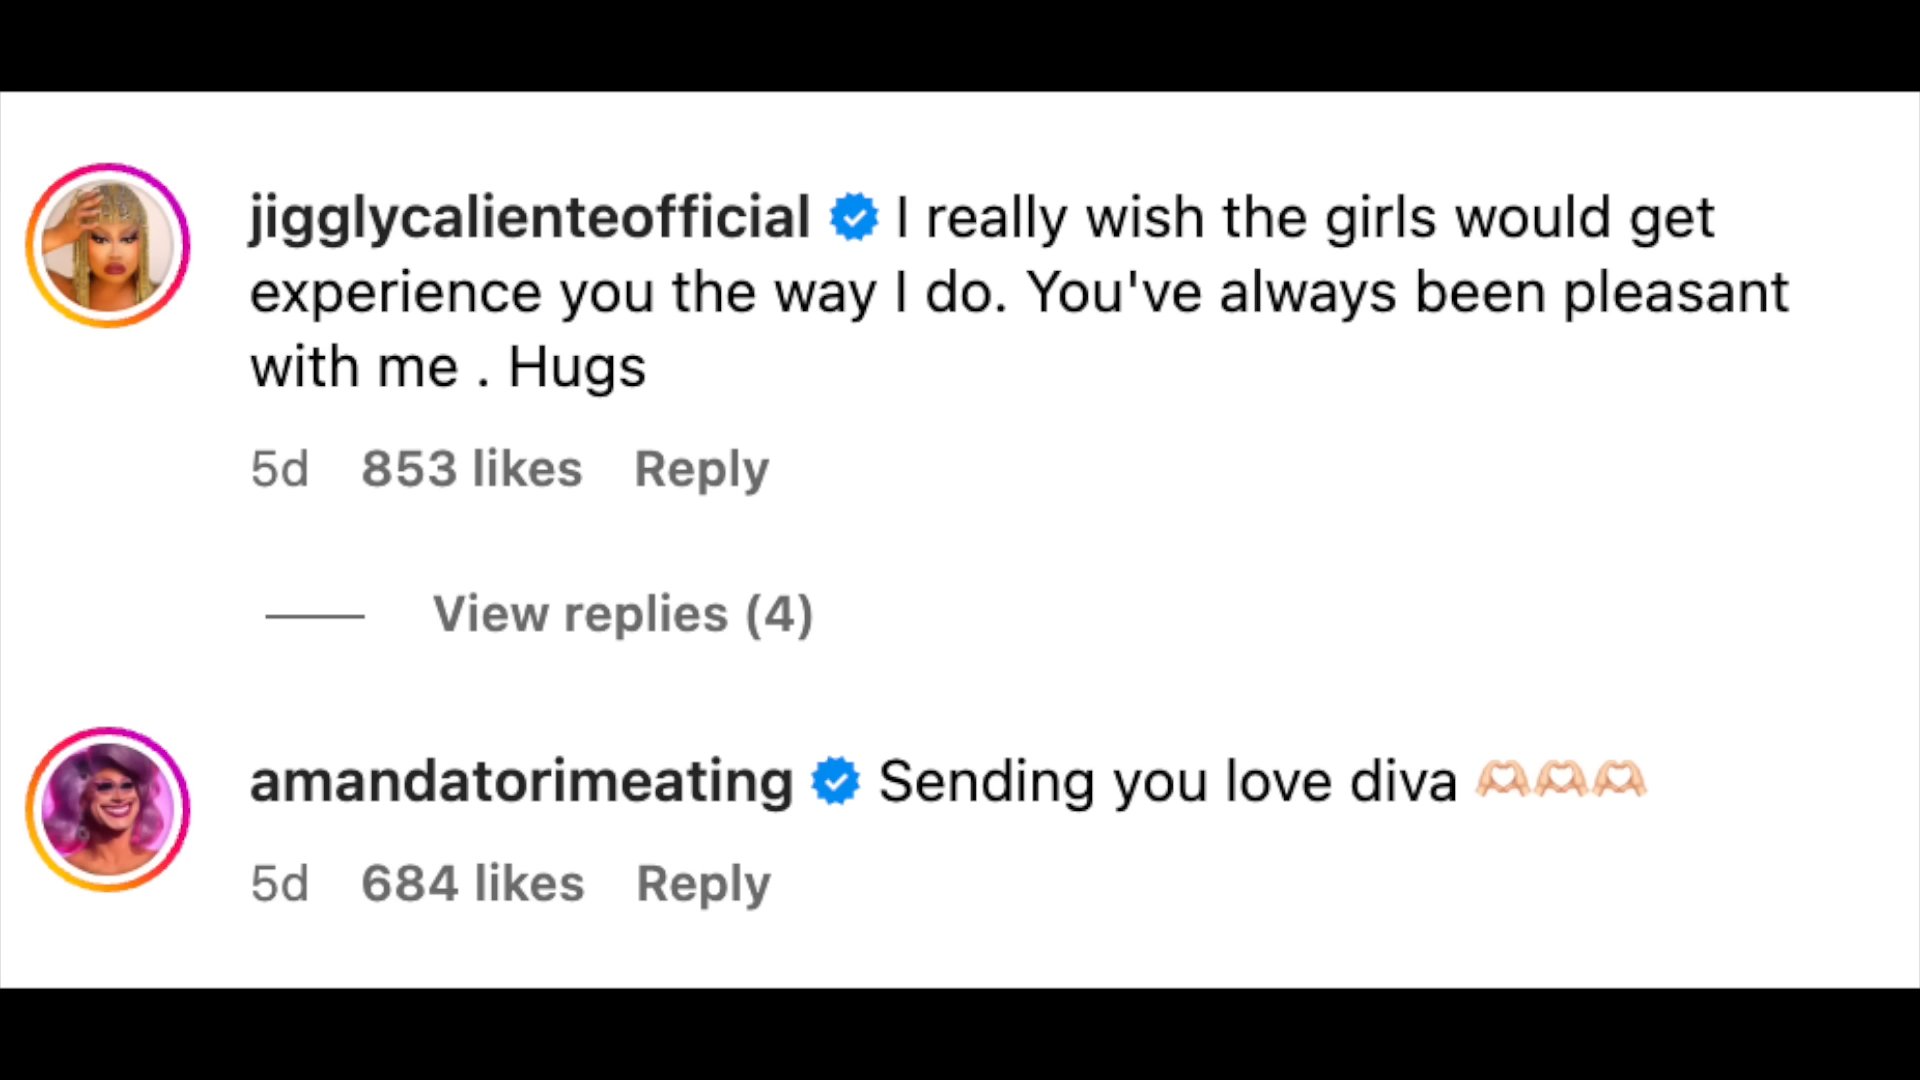 jigglycalienteofficial I really wish the girls would get
experience you the way I do. You've always been pleasant
with me . Hugs
5d 853 likes Reply
View replies (4)
amandatorimeating Sending you love diva 🫶🏻🫶🏻🫶🏻
5d 684 likes Reply